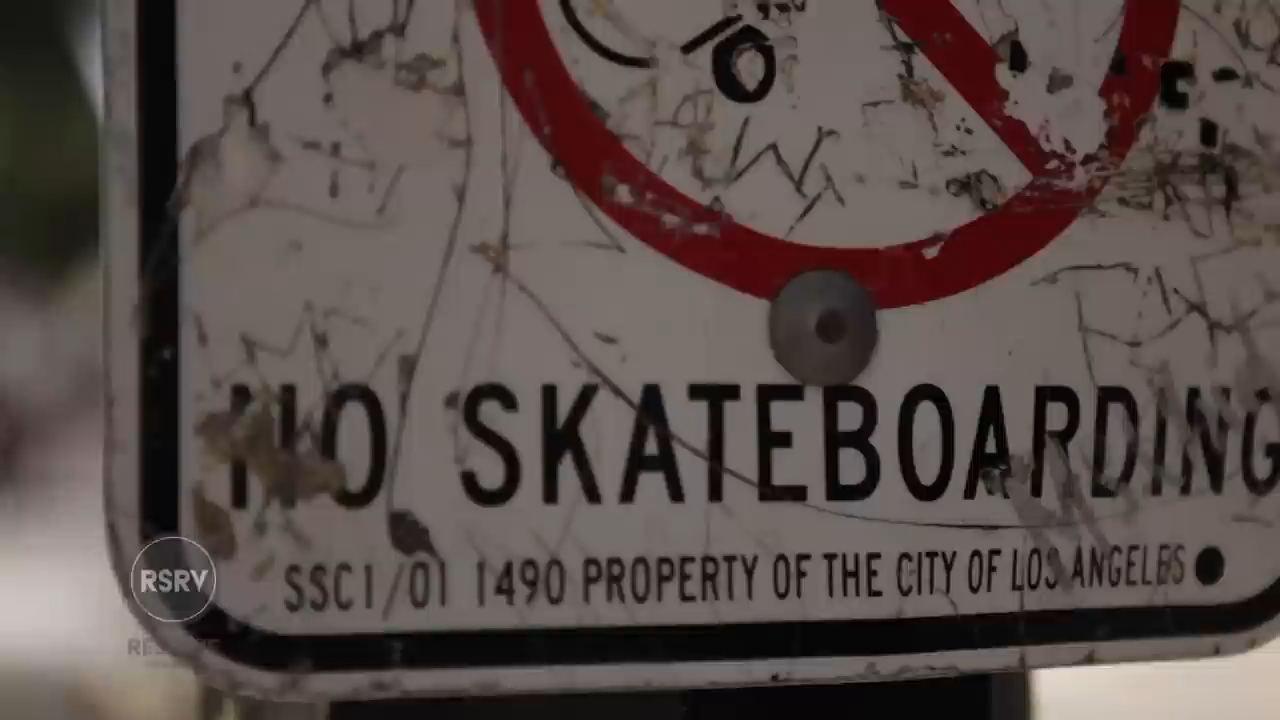 NO SKATEBOARDING
SSC1/01 1490 PROPERTY OF THE CITY OF LOS ANGELES
RSRV